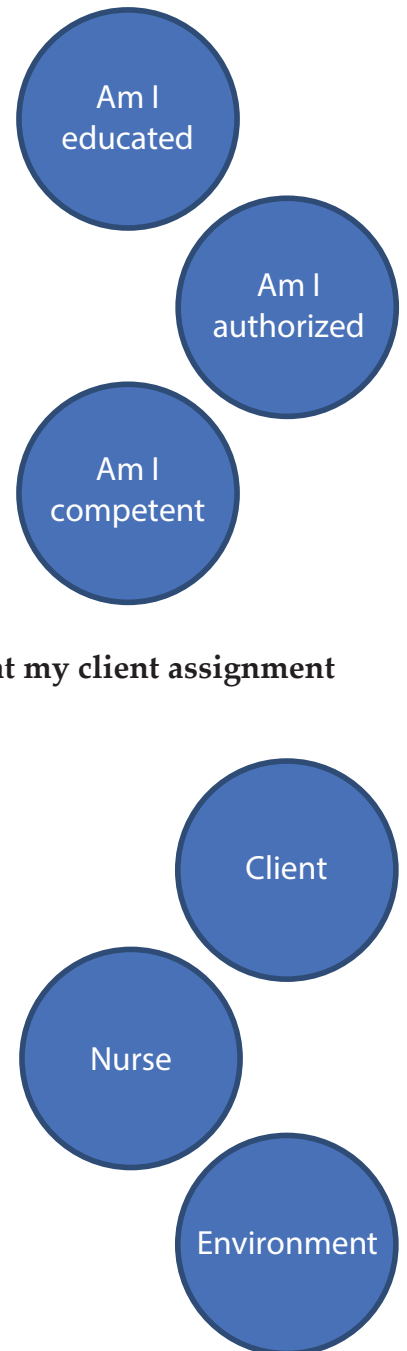 Am I
educated
Am I
authorized
Am I
competent
my client assignment
Client
Nurse
Environment